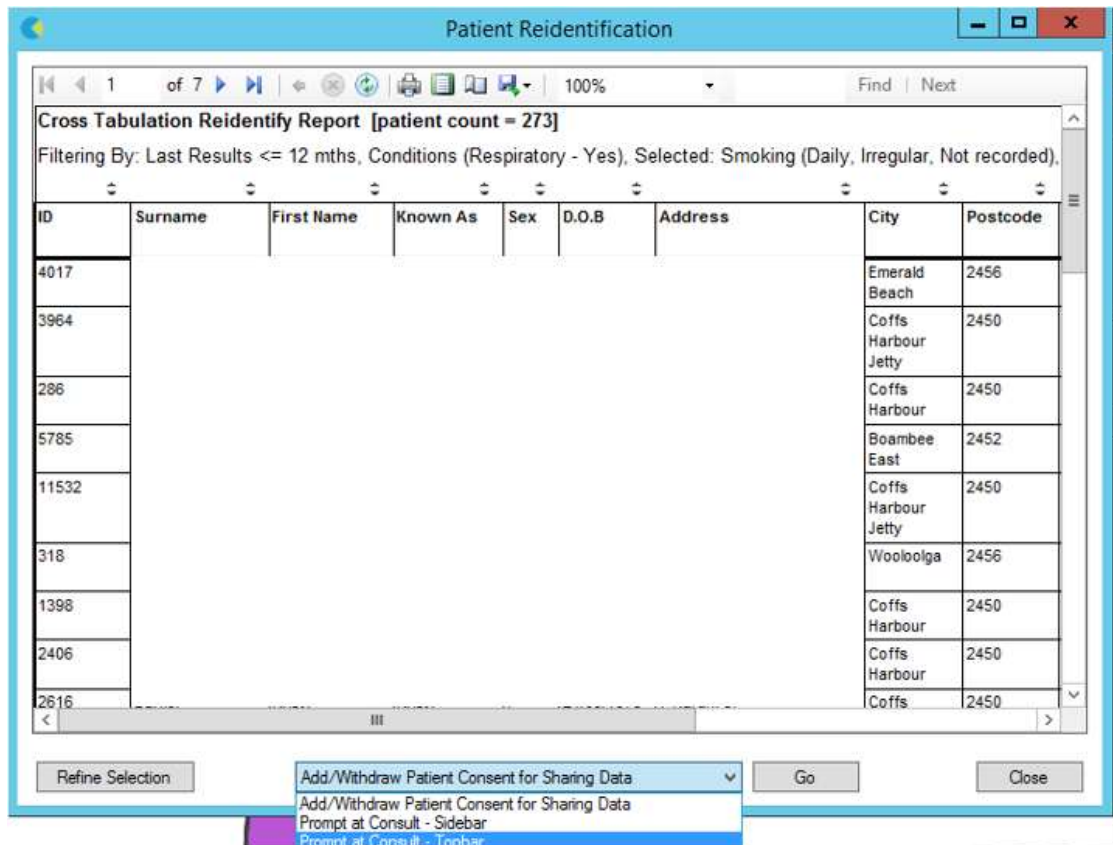 Patient Reidentification
1 of 7 100% Find | Next
Cross Tabulation Reidentify Report [patient count = 273]
Filtering By: Last Results <= 12 mths, Conditions (Respiratory - Yes), Selected: Smoking (Daily, Irregular, Not recorded),
ID Surname First Name Known As Sex D.O.B Address City Postcode
4017 Emerald 2456
Beach
3964 Coffs 2450
Harbour
Jetty
286 Coffs 2450
Harbour
5785 Boambee 2452
East
11532 Coffs 2450
Harbour
Jetty
318 Wooloolga 2456
1398 Coffs 2450
Harbour
2406 Coffs 2450
Harbour
2616 Coffs 2450
Refine Selection Add/Withdraw Patient Consent for Sharing Data Go Close
Add/Withdraw Patient Consent for Sharing Data
Prompt at Consult - Sidebar
Prompt at Consult - Topbar